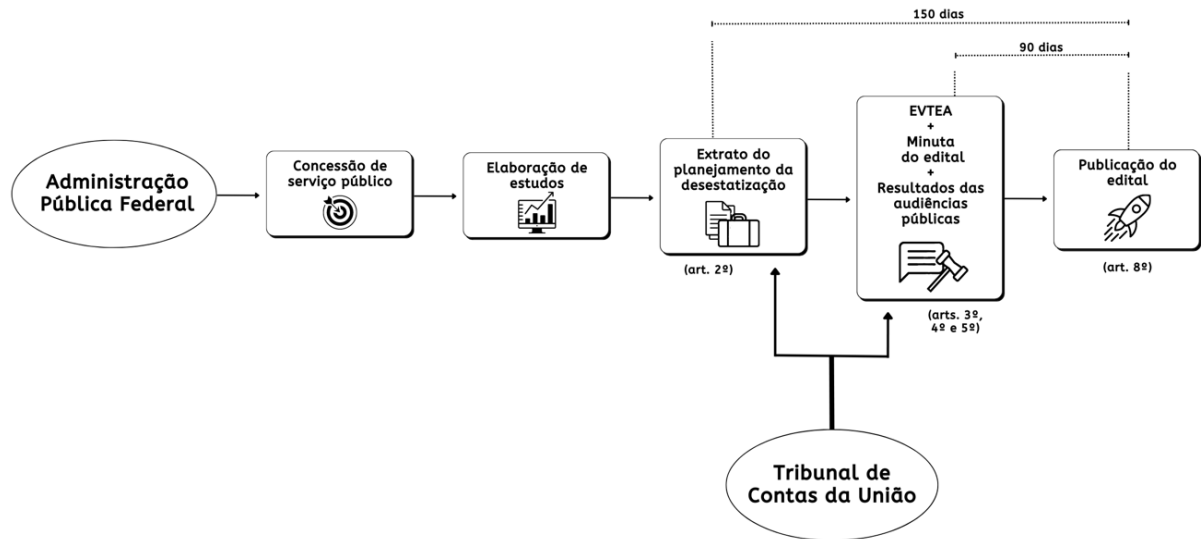 150 dias
90 dias
Administração
Pública Federal
Concessão de
serviço público
Elaboração de
estudos
Extrato do
planejamento da
desestatização
(art. 2º)
EVTEA
+
Minuta
do edital
+
Resultados das
audiências
públicas
(arts. 3º,
4º e 5º)
Publicação do
edital
(art. 8º)
Tribunal de
Contas da União